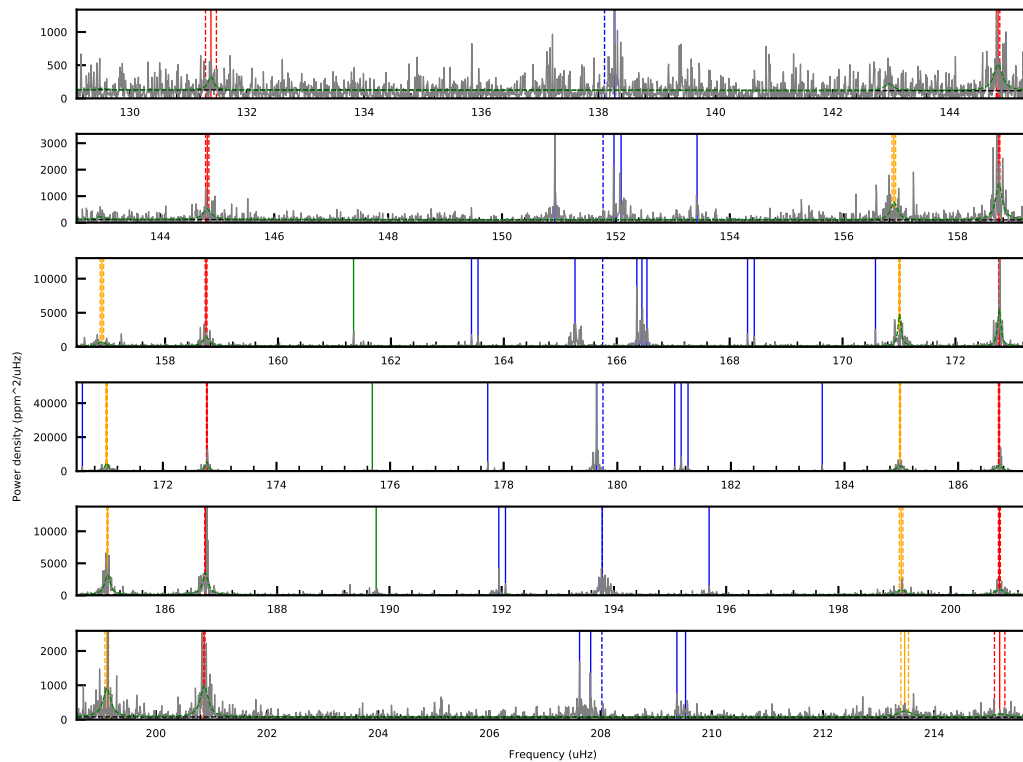 1000
500
0
130 132 134 136 138 140 142 144
3000
2000
1000
0
144 146 148 150 152 154 156 158
10000
5000
0
158 160 162 164 166 168 170 172
40000
20000
0
172 174 176 178 180 182 184 186
10000
5000
0
186 188 190 192 194 196 198 200
2000
1000
0
200 202 204 206 208 210 212 214
Power density (ppm^2/uHz)
Frequency (uHz)